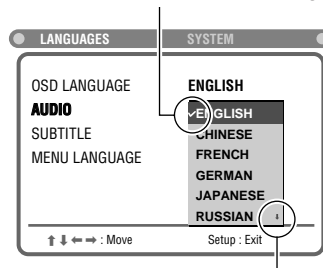 LANGUAGES SYSTEM
OSD LANGUAGE ENGLISH
AUDIO ✓ENGLISH
SUBTITLE CHINESE
MENU LANGUAGE FRENCH
GERMAN
JAPANESE
RUSSIAN ↓
↑ ↓ ← → : Move Setup : Exit